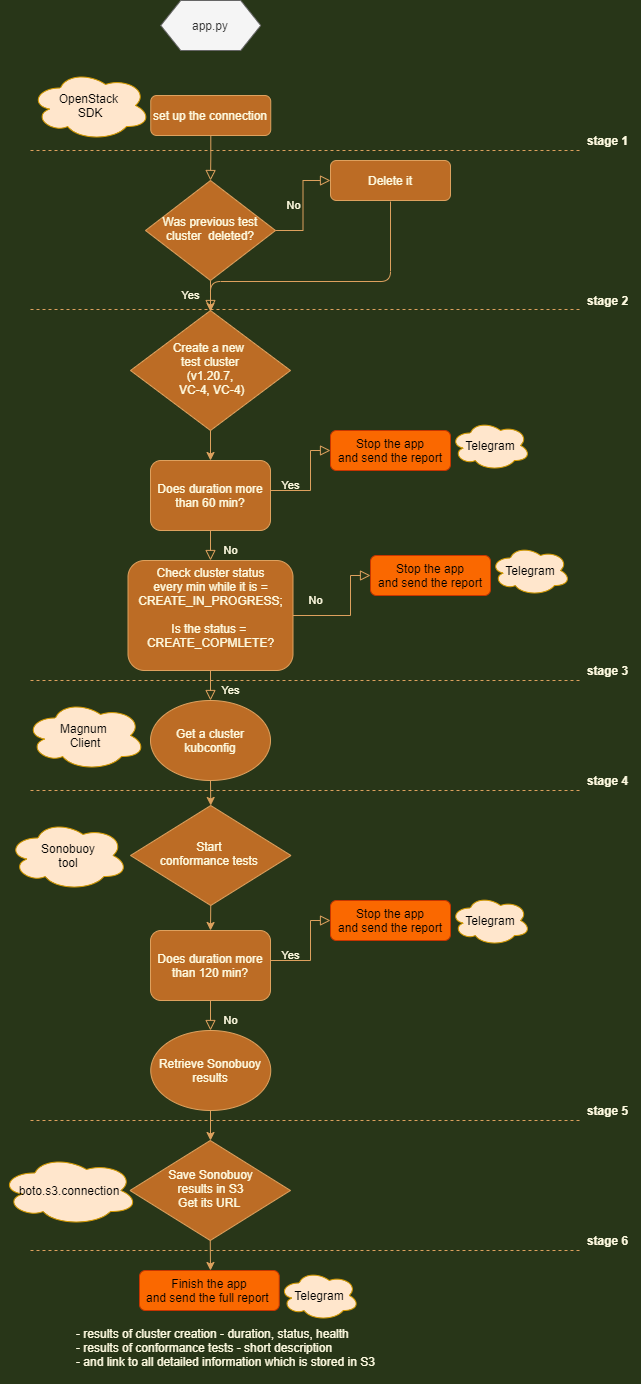 app.py
OpenStack
SDK
set up the connection
stage 1
Delete it
No
Was previous test
cluster deleted?
Yes
stage 2
Create a new
test cluster
(v1.20.7,
VC-4, VC-4)
Stop the app
and send the report
Telegram
Does duration more
than 60 min?
Yes
No
Check cluster status
every min while it is =
CREATE_IN_PROGRESS;
Is the status =
CREATE_COPMLETE?
No
Stop the app
and send the report
Telegram
stage 3
Yes
Magnum
Client
Get a cluster
kubconfig
stage 4
Sonobuoy
tool
Start
conformance tests
Stop the app
and send the report
Telegram
Does duration more
than 120 min?
Yes
No
Retrieve Sonobuoy
results
stage 5
boto.s3.connection
Save Sonobuoy
results in S3
Get its URL
stage 6
Finish the app
and send the full report
Telegram
- results of cluster creation - duration, status, health
- results of conformance tests - short description
- and link to all detailed information which is stored in S3